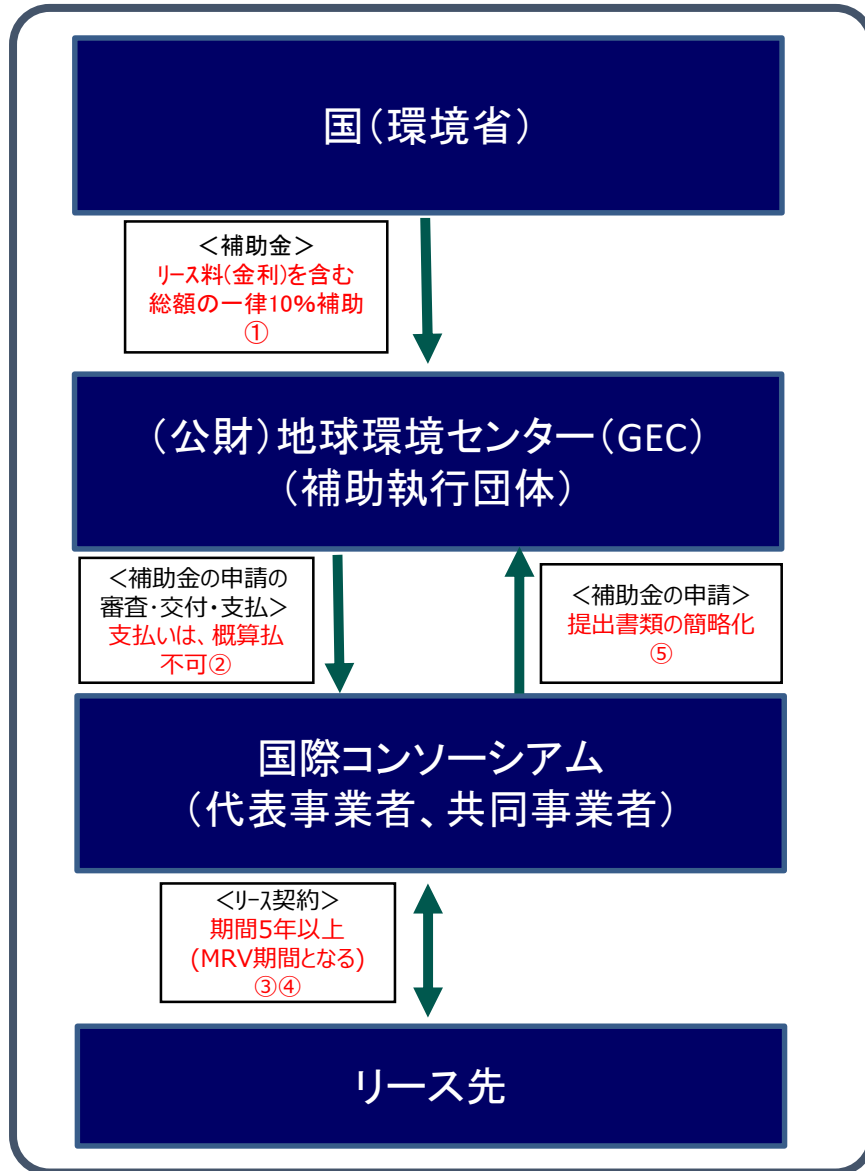 国(環境省)
<補助金>
リース料(金利)を含む
総額の一律10%補助
①
(公財)地球環境センター(GEC)
(補助執行団体)
<補助金の申請の
審査・交付・支払>
支払いは、概算払
不可②
<補助金の申請>
提出書類の簡略化
⑤
国際コンソーシアム
(代表事業者、共同事業者)
<リース契約>
期間5年以上
(MRV期間となる)
③④
リース先